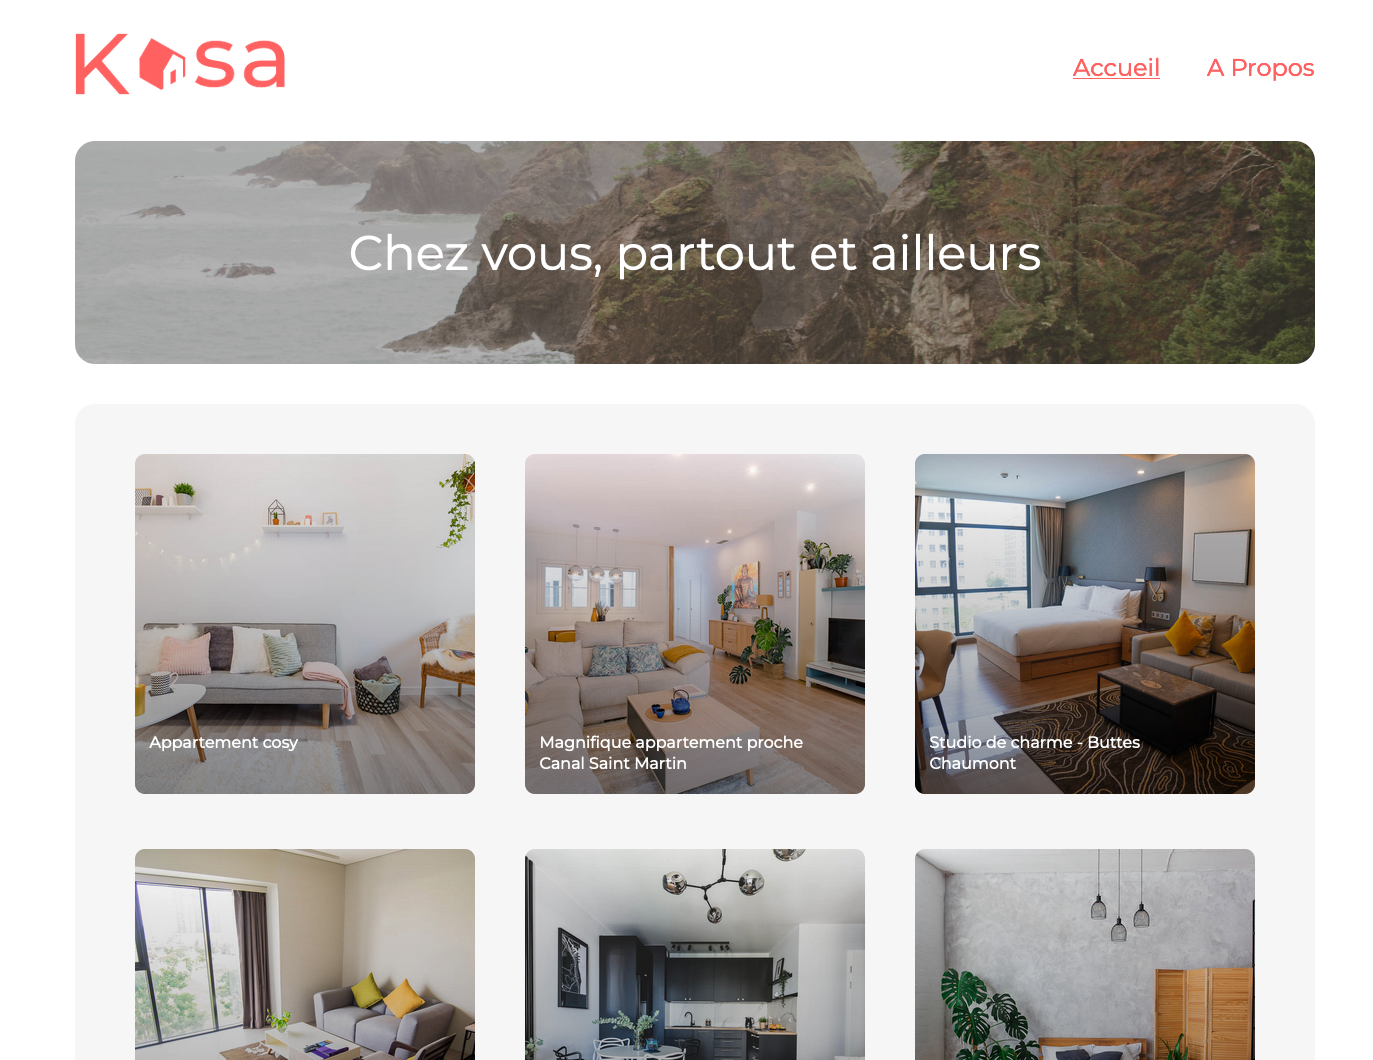 Kasa
Accueil
A Propos
Chez vous, partout et ailleurs
Appartement cosy
Magnifique appartement proche
Canal Saint Martin
Studio de charme - Buttes
Chaumont